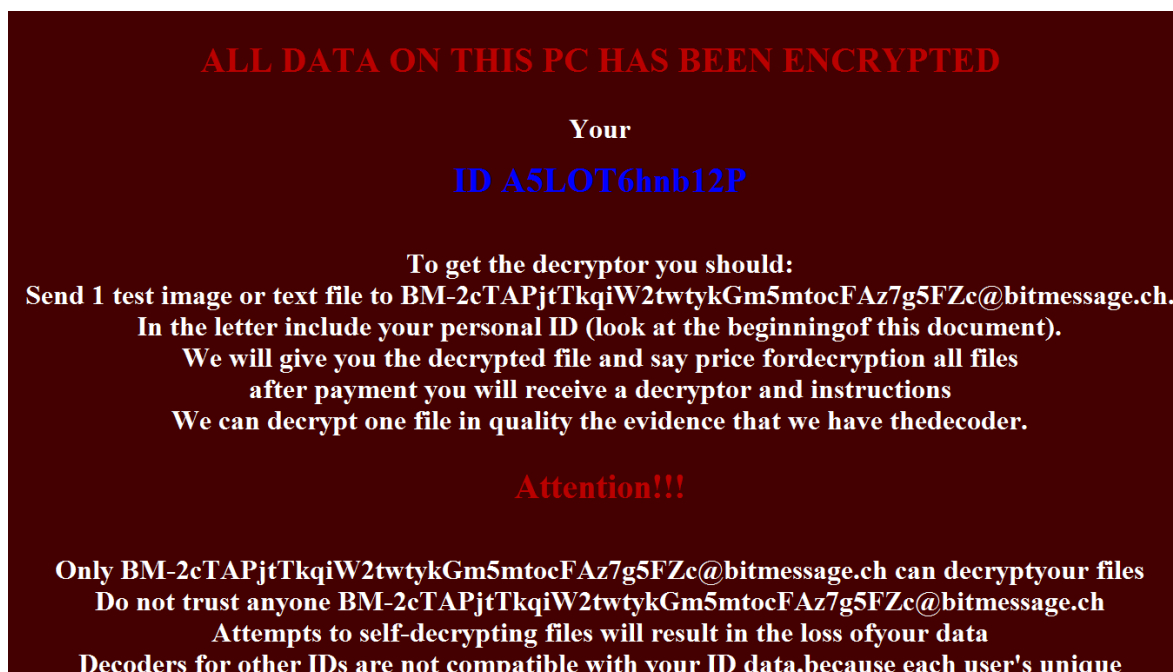 ALL DATA ON THIS PC HAS BEEN ENCRYPTED
Your
ID A5LOT6hnb12P
To get the decryptor you should:
Send 1 test image or text file to BM-2cTAPjtTkqiW2twtykGm5mtocFAz7g5FZc@bitmessage.ch.
In the letter include your personal ID (look at the beginningof this document).
We will give you the decrypted file and say price fordecryption all files
after payment you will receive a decryptor and instructions
We can decrypt one file in quality the evidence that we have thedecoder.
Attention!!!
Only BM-2cTAPjtTkqiW2twtykGm5mtocFAz7g5FZc@bitmessage.ch can decryptyour files
Do not trust anyone BM-2cTAPjtTkqiW2twtykGm5mtocFAz7g5FZc@bitmessage.ch
Attempts to self-decrypting files will result in the loss ofyour data
Decoders for other IDs are not compatible with your ID data,because each user's unique